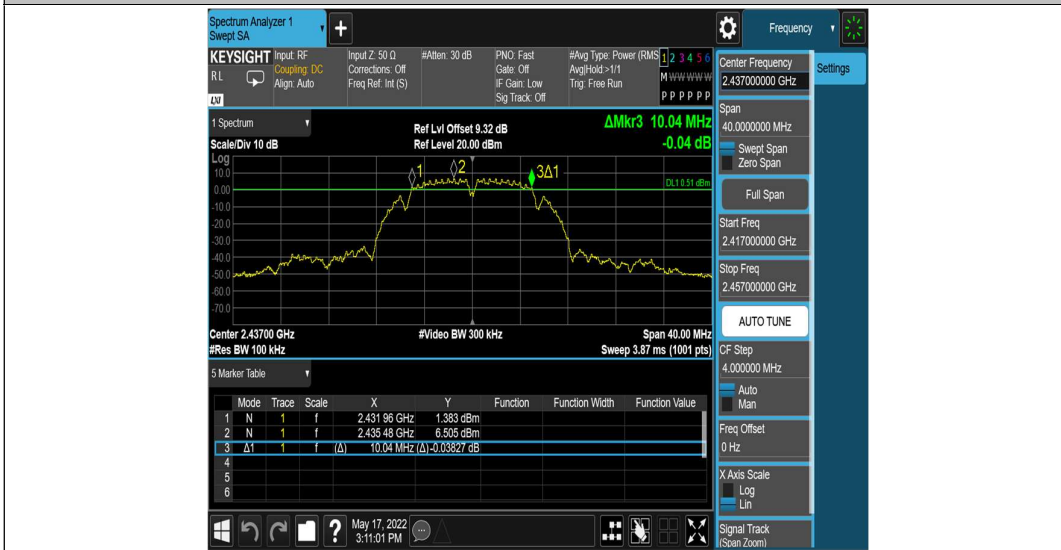 Spectrum Analyzer 1
Swept SA
+
Frequency
KEYSIGHT
RL
LNI
Input: RF
Coupling: DC
Align: Auto
Input Z: 50 Ω
Corrections: Off
Freq Ref: Int (S)
#Atten: 30 dB
PNO: Fast
Gate: Off
IF Gain: Low
Sig Track: Off
#Avg Type: Power (RMS
Avg|Hold:>1/1
Trig: Free Run
1 2 3 4 5 6
M W W W W W
P P P P P P
1 Spectrum
Scale/Div 10 dB
Ref Lvl Offset 9.32 dB
Ref Level 20.00 dBm
ΔMkr3 10.04 MHz
-0.04 dB
Log
10.0
0.00
-10.0
-20.0
-30.0
-40.0
-50.0
-60.0
-70.0
1
2
3Δ1
DL1 0.51 dBm
Center 2.43700 GHz
#Video BW 300 kHz
Span 40.00 MHz
#Res BW 100 kHz
Sweep 3.87 ms (1001 pts)
5 Marker Table
Mode Trace Scale X Y Function Function Width Function Value
1 N 1 f 2.431 96 GHz 1.383 dBm
2 N 1 f 2.435 48 GHz 6.505 dBm
3 Δ1 1 f (Δ) 10.04 MHz (Δ) -0.03827 dB
4
5
6
?
May 17, 2022
3:11:01 PM
Center Frequency
2.437000000 GHz
Settings
Span
40.0000000 MHz
Swept Span
Zero Span
Full Span
Start Freq
2.417000000 GHz
Stop Freq
2.457000000 GHz
AUTO TUNE
CF Step
4.000000 MHz
Auto
Man
Freq Offset
0 Hz
X Axis Scale
Log
Lin
Signal Track
(Span Zoom)